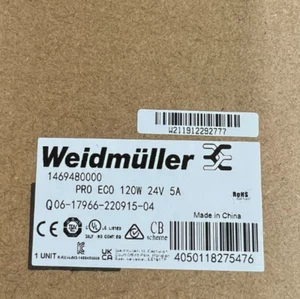 W211912292777
Weidmüller
1469480000
PRO ECO 120W 24V 5A
Q06-17966-220915-04
RoHS
Made in China
CB
scheme
1 UNIT
4050118275476